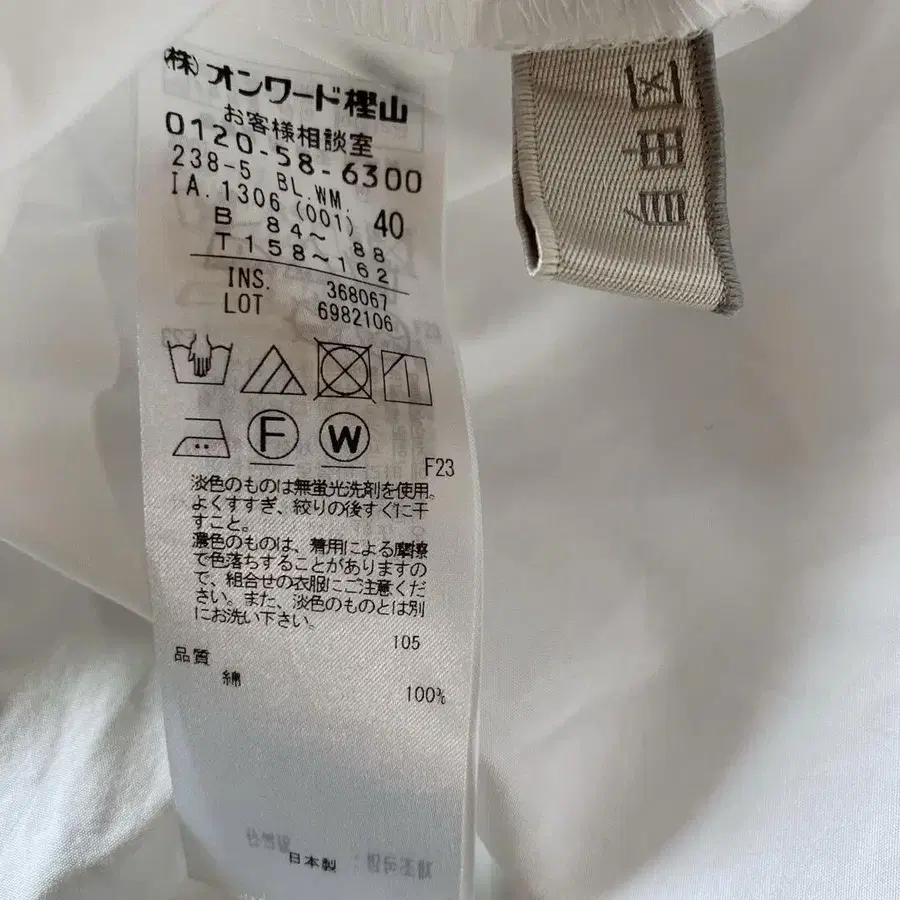 (株)オンワード樫山
お客様相談室
0120-58-6300
238-5 BL.WM.
IA.1306(001) 40
B 84~ 88
T158~162
INS. 368067
LOT 6982106
F
W
F23
淡色のものは無蛍光洗剤を使用。
よくすすぎ、絞りの後すぐに干
すこと。
濃色のものは、着用による摩擦
で色落ちすることがありますの
で、組合せの衣服にご注意くだ
さい。また、淡色のものとは別
にお洗い下さい。
105
品質
綿 100%
日本製
自由区